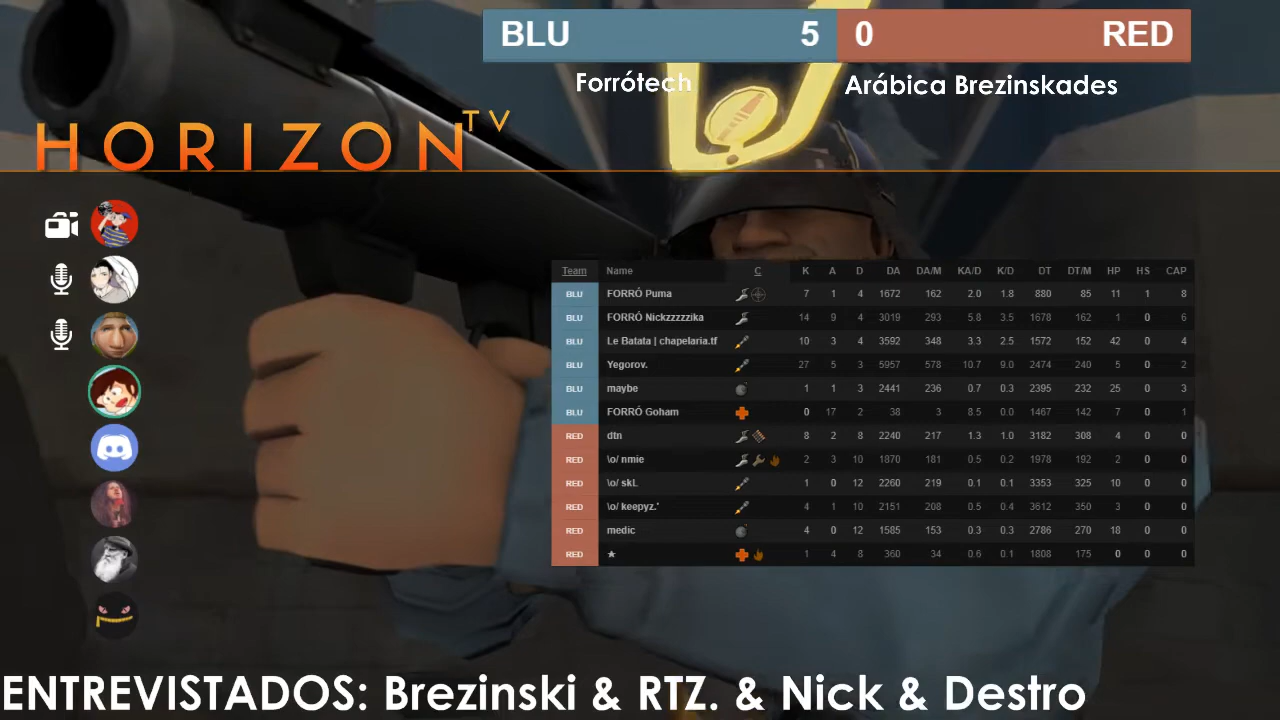 BLU 5 0 RED
Forrótech Arábica Brezinskades
HORIZON TV
Team Name C K A D DA DA/M KA/D K/D DT DT/M HP HS CAP
BLU FORRÓ Puma 7 1 4 1672 162 2.0 1.8 880 85 11 1 8
BLU FORRÓ Nickzzzzzika 14 9 4 3019 293 5.8 3.5 1678 162 1 0 6
BLU Le Batata | chapelaria.tf 10 3 4 3592 348 3.3 2.5 1572 152 42 0 4
BLU Yegorov. 27 5 3 5957 578 10.7 9.0 2474 240 5 0 2
BLU maybe 1 1 3 2441 236 0.7 0.3 2395 232 25 0 3
BLU FORRÓ Goham 0 17 2 38 3 8.5 0.0 1467 142 7 0 1
RED dtn 8 2 8 2240 217 1.3 1.0 3182 308 4 0 0
RED \o/ nmie 2 3 10 1870 181 0.5 0.2 1978 192 2 0 0
RED \o/ skL 1 0 12 2260 219 0.1 0.1 3353 325 10 0 0
RED \o/ keepyz.' 4 1 10 2151 208 0.5 0.4 3612 350 3 0 0
RED medic 4 0 12 1585 153 0.3 0.3 2786 270 18 0 0
RED ★ 1 4 8 360 34 0.6 0.1 1808 175 0 0 0
ENTREVISTADOS: Brezinski & RTZ. & Nick & Destro